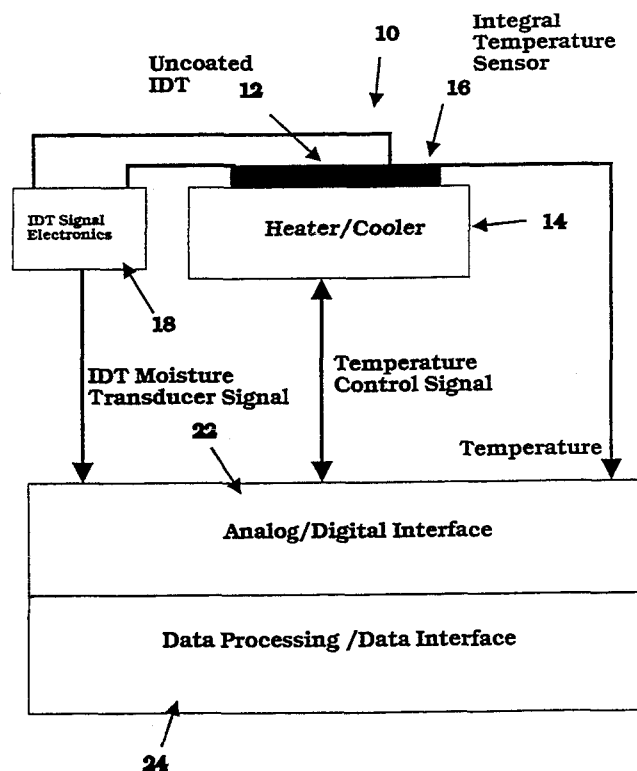 10
Integral
Temperature
Sensor
Uncoated
IDT
12
16
IDT Signal
Electronics
Heater/Cooler
14
18
IDT Moisture
Transducer Signal
Temperature
Control Signal
22
Temperature
Analog/Digital Interface
Data Processing /Data Interface
24